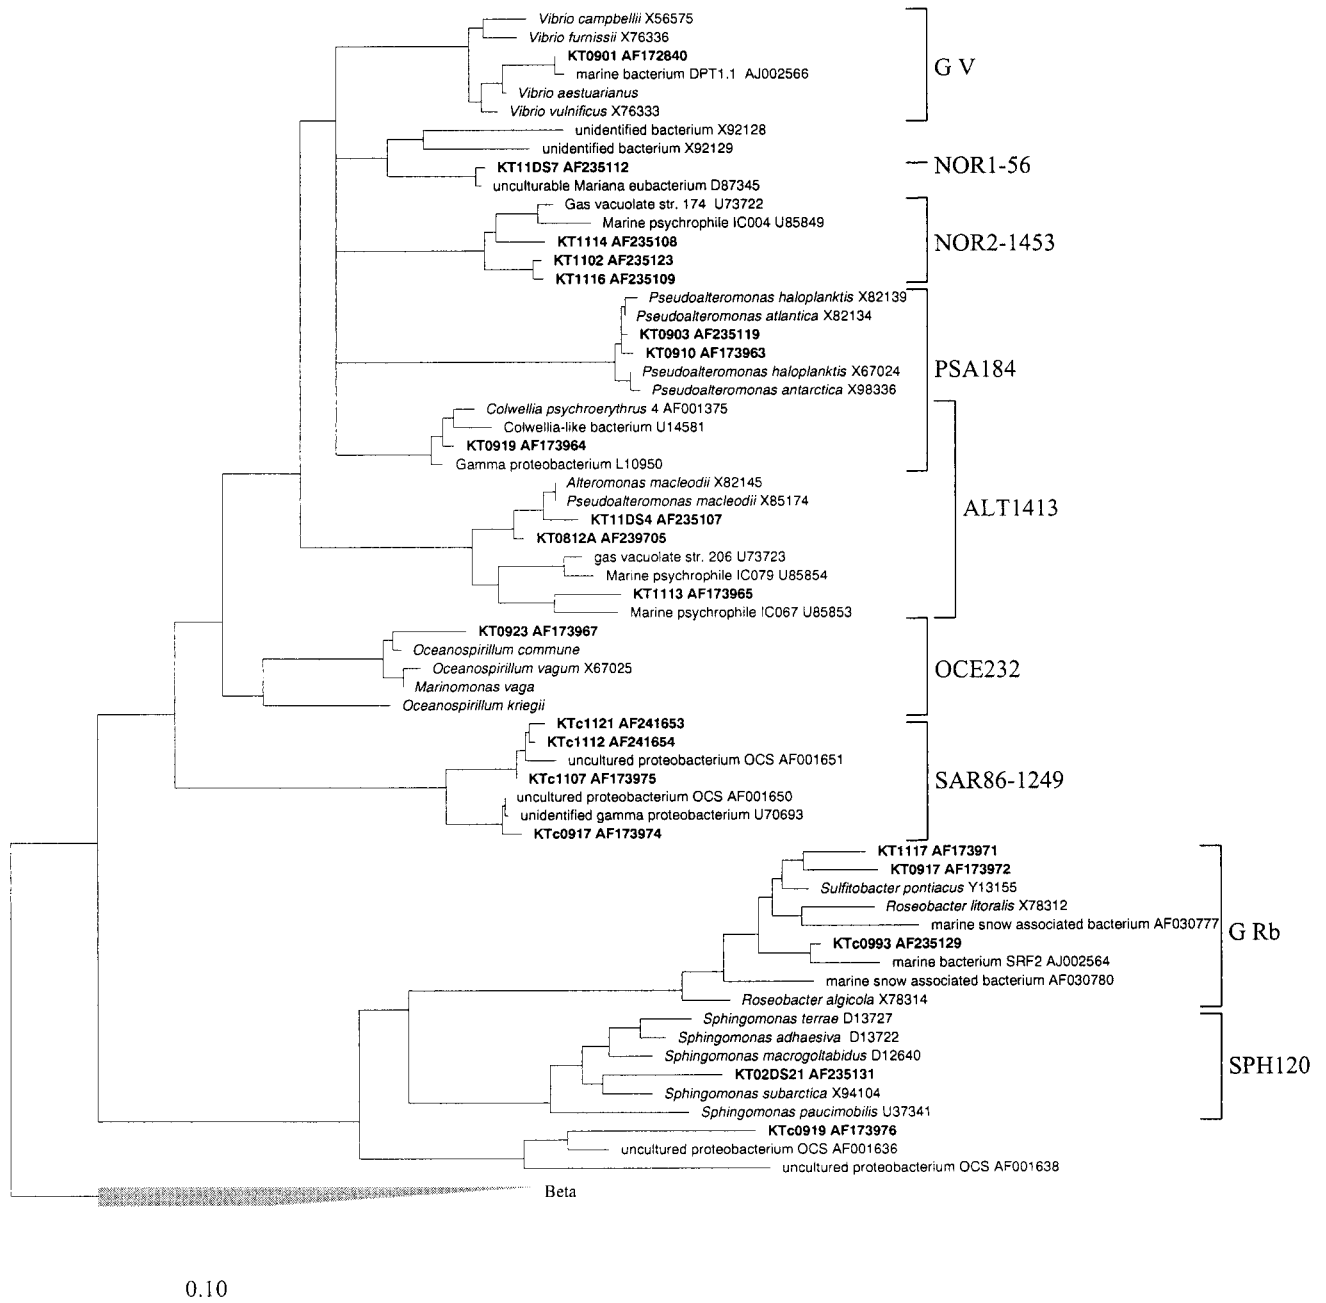 Vibrio campbellii X56575
Vibrio furnissii X76336
KT0901 AF172840
marine bacterium DPT1.1 AJ002566
Vibrio aestuarianus
Vibrio vulnificus X76333
G V
unidentified bacterium X92128
unidentified bacterium X92129
KT11DS7 AF235112
unculturable Mariana eubacterium D87345
NOR1-56
Gas vacuolate str. 174 U73722
Marine psychrophile IC004 U85849
KT1114 AF235108
KT1102 AF235123
KT1116 AF235109
NOR2-1453
Pseudoalteromonas haloplanktis X82139
Pseudoalteromonas atlantica X82134
KT0903 AF235119
KT0910 AF173963
Pseudoalteromonas haloplanktis X67024
Pseudoalteromonas antarctica X98336
PSA184
Colwellia psychroerythrus 4 AF001375
Colwellia-like bacterium U14581
KT0919 AF173964
Gamma proteobacterium L10950
Alteromonas macleodii X82145
Pseudoalteromonas macleodii X85174
KT11DS4 AF235107
KT0812A AF239705
gas vacuolate str. 206 U73723
Marine psychrophile IC079 U85854
KT1113 AF173965
Marine psychrophile IC067 U85853
ALT1413
KT0923 AF173967
Oceanospirillum commune
Oceanospirillum vagum X67025
Marinomonas vaga
Oceanospirillum kriegii
OCE232
KTc1121 AF241653
KTc1112 AF241654
uncultured proteobacterium OCS AF001651
KTc1107 AF173975
uncultured proteobacterium OCS AF001650
unidentified gamma proteobacterium U70693
KTc0917 AF173974
SAR86-1249
KT1117 AF173971
KT0917 AF173972
Sulfitobacter pontiacus Y13155
Roseobacter litoralis X78312
marine snow associated bacterium AF030777
KTc0993 AF235129
marine bacterium SRF2 AJ002564
marine snow associated bacterium AF030780
Roseobacter algicola X78314
G Rb
Sphingomonas terrae D13727
Sphingomonas adhaesiva D13722
Sphingomonas macrogoltabidus D12640
KT02DS21 AF235131
Sphingomonas subarctica X94104
Sphingomonas paucimobilis U37341
SPH120
KTc0919 AF173976
uncultured proteobacterium OCS AF001636
uncultured proteobacterium OCS AF001638
Beta
0.10